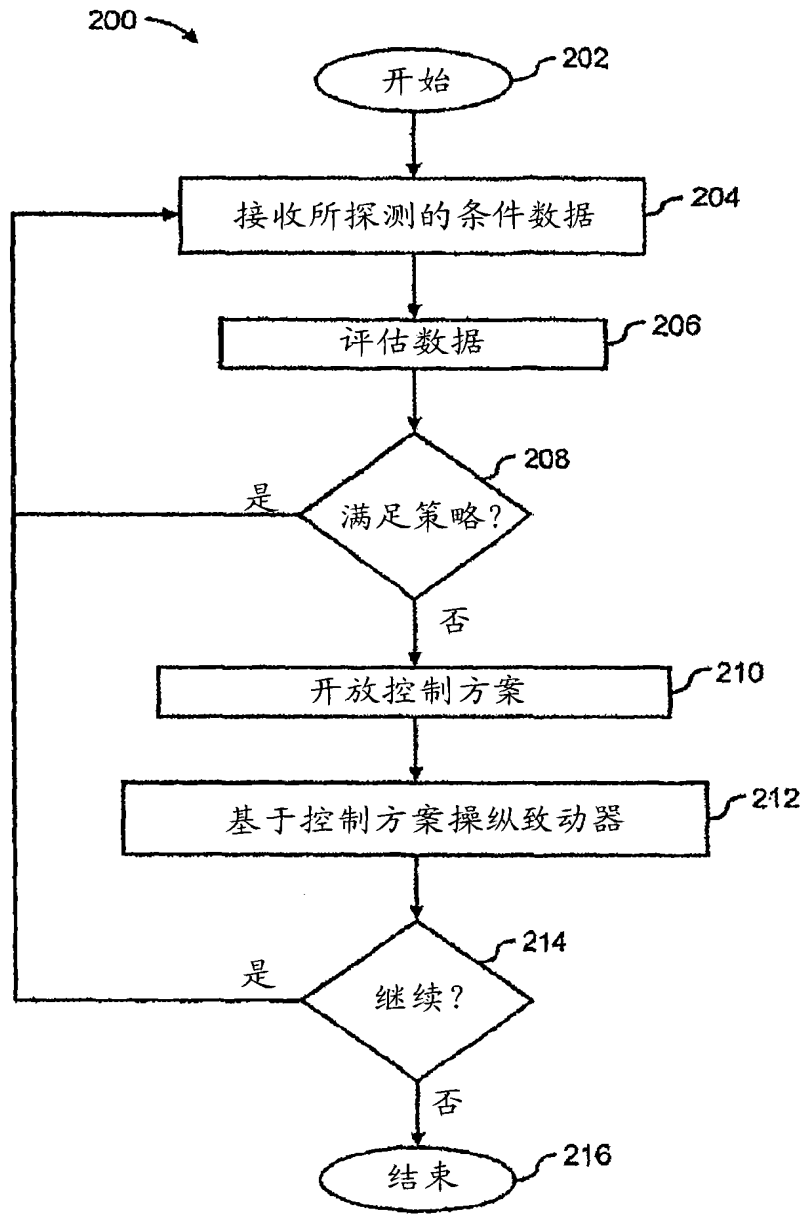 200
开始
202
接收所探测的条件数据
204
评估数据
206
满足策略?
208
是
否
开放控制方案
210
基于控制方案操纵致动器
212
继续?
214
是
否
结束
216